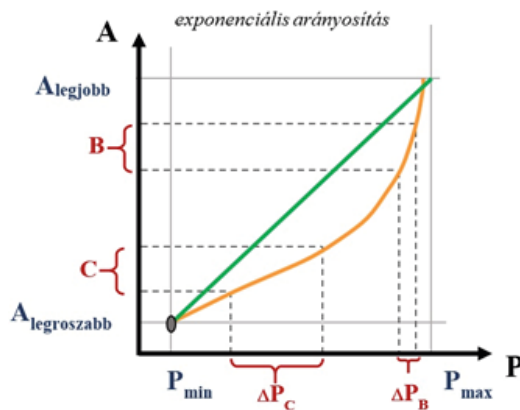 exponenciális arányosítás
A
Alegjobb
B
C
Alegroszabb
P
Pmin
ΔPC
ΔPB
Pmax